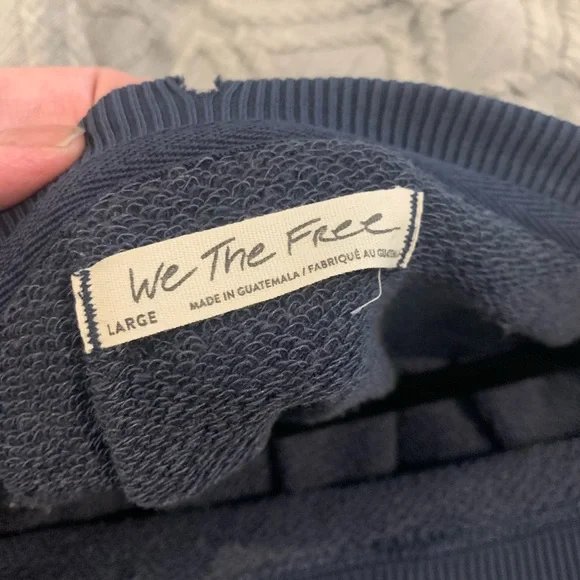 We The Free
LARGE
MADE IN GUATEMALA / FABRIQUÉ AU